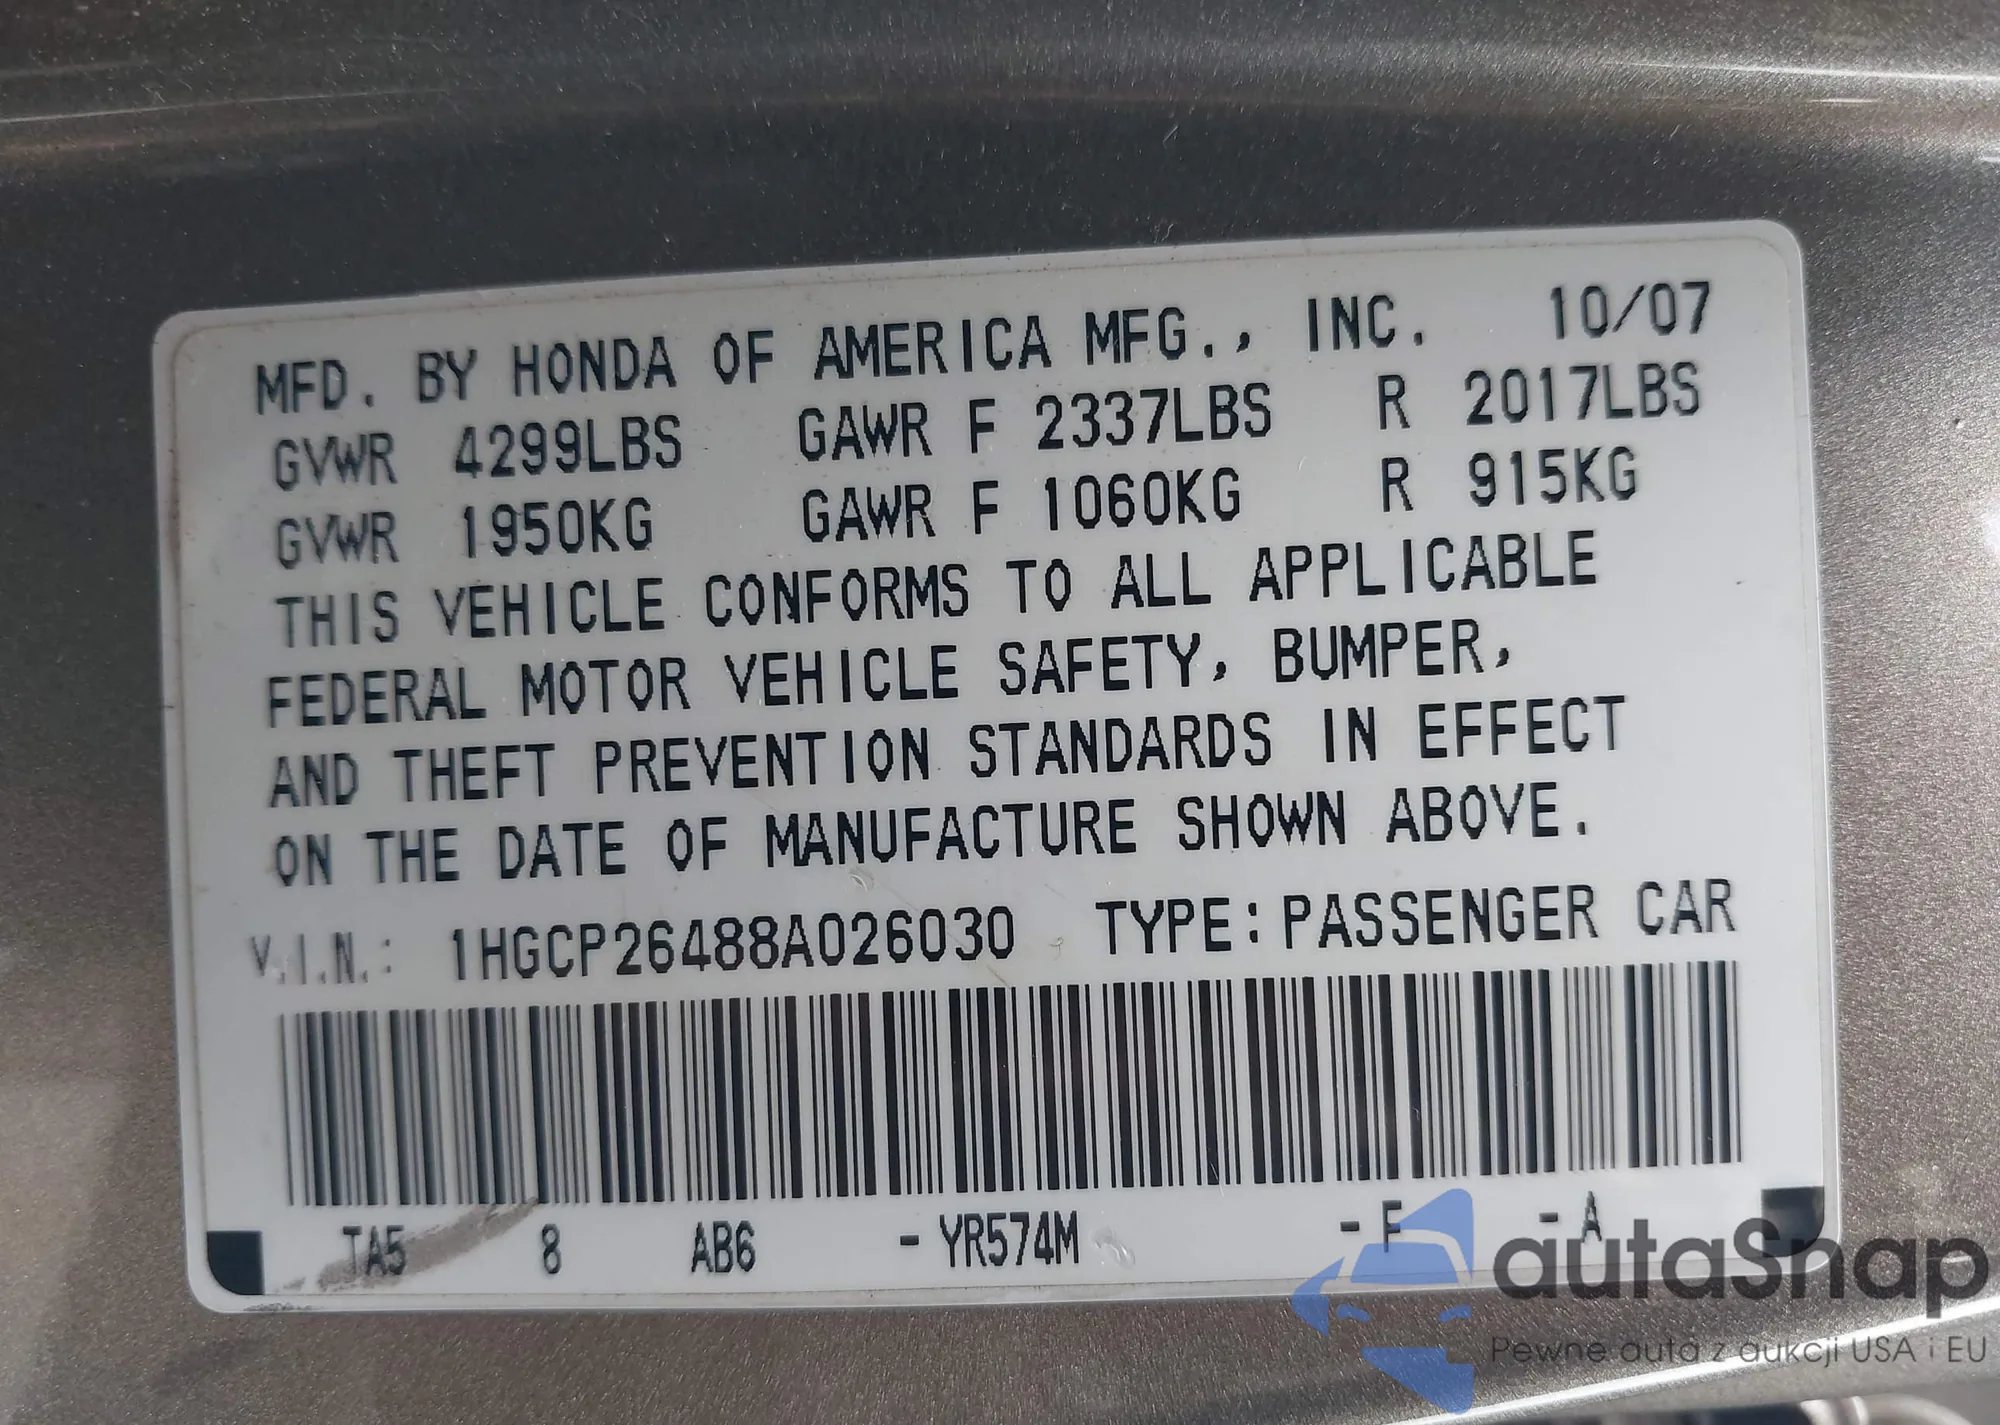 MFD. BY HONDA OF AMERICA MFG., INC. 10/07
GVWR 4299LBS GAWR F 2337LBS R 2017LBS
GVWR 1950KG GAWR F 1060KG R 915KG
THIS VEHICLE CONFORMS TO ALL APPLICABLE
FEDERAL MOTOR VEHICLE SAFETY, BUMPER,
AND THEFT PREVENTION STANDARDS IN EFFECT
ON THE DATE OF MANUFACTURE SHOWN ABOVE.
V.I.N.: 1HGCP26488A026030 TYPE:PASSENGER CAR
TA5 8 AB6 - YR574M - F - A
autaSnap
Pewne auta z aukcji USA i EU